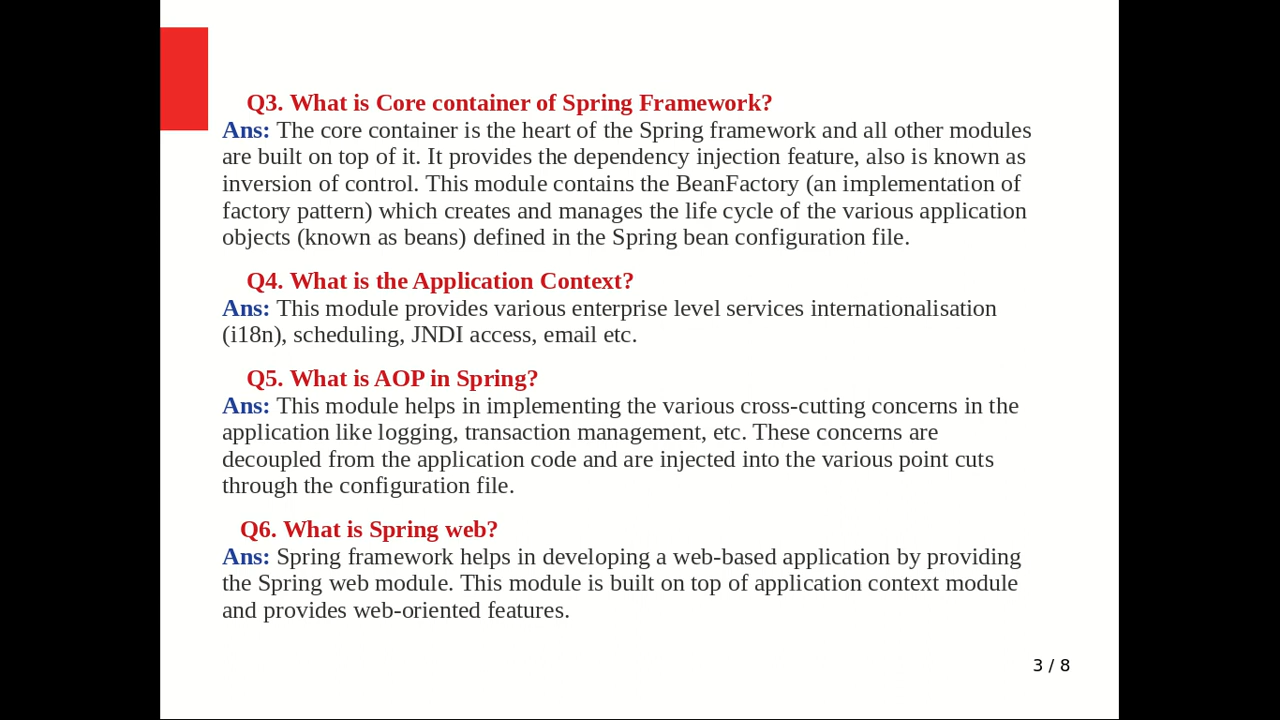 Q3. What is Core container of Spring Framework?
Ans: The core container is the heart of the Spring framework and all other modules
are built on top of it. It provides the dependency injection feature, also is known as
inversion of control. This module contains the BeanFactory (an implementation of
factory pattern) which creates and manages the life cycle of the various application
objects (known as beans) defined in the Spring bean configuration file.
Q4. What is the Application Context?
Ans: This module provides various enterprise level services internationalisation
(i18n), scheduling, JNDI access, email etc.
Q5. What is AOP in Spring?
Ans: This module helps in implementing the various cross-cutting concerns in the
application like logging, transaction management, etc. These concerns are
decoupled from the application code and are injected into the various point cuts
through the configuration file.
Q6. What is Spring web?
Ans: Spring framework helps in developing a web-based application by providing
the Spring web module. This module is built on top of application context module
and provides web-oriented features.
3 / 8